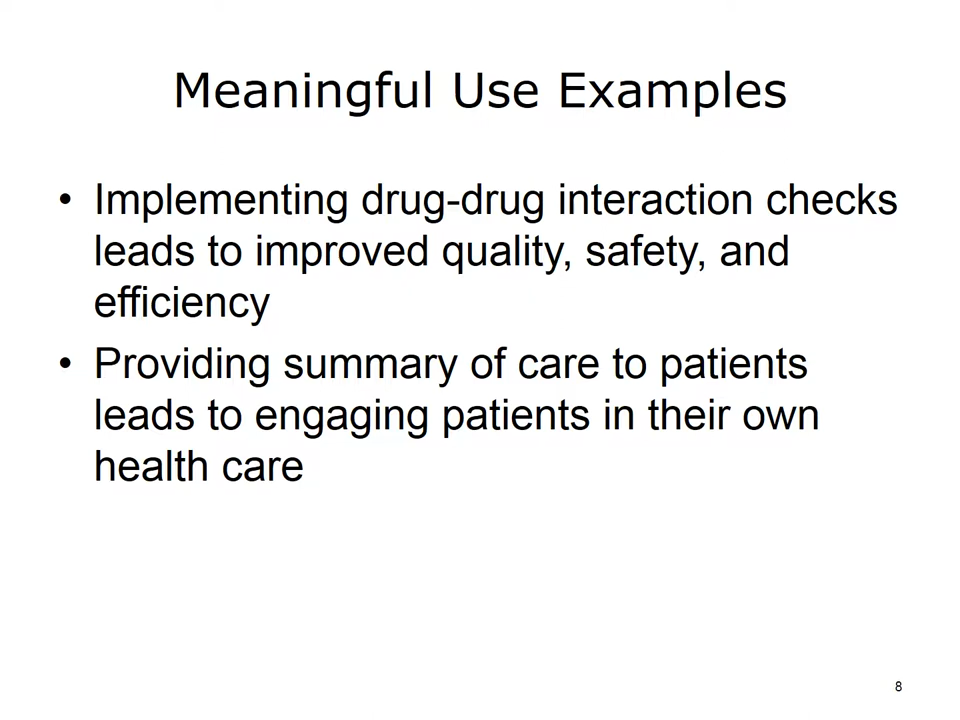 Meaningful Use Examples
• Implementing drug-drug interaction checks
leads to improved quality, safety, and
efficiency
• Providing summary of care to patients
leads to engaging patients in their own
health care
8